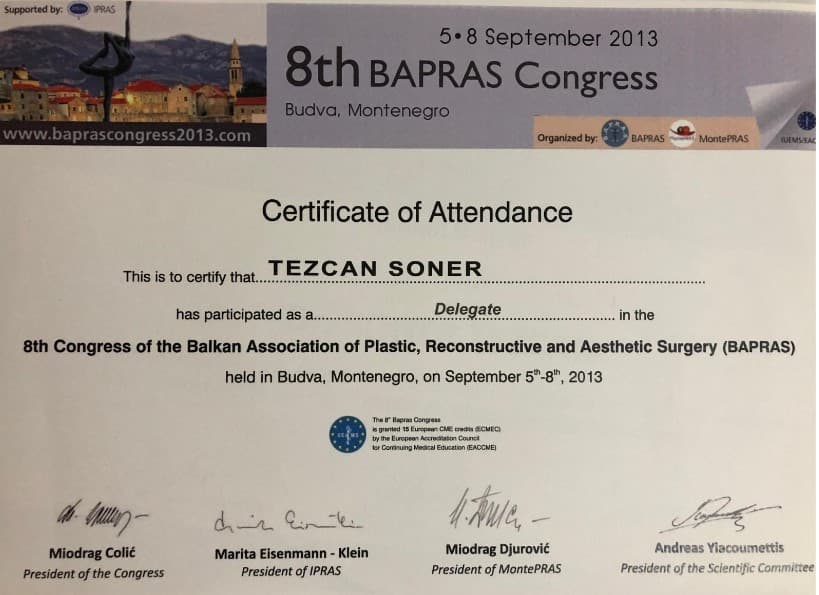 Supported by: IPRAS
5•8 September 2013
8th BAPRAS Congress
Budva, Montenegro
www.baprascongress2013.com
Organized by: BAPRAS MontePRAS
UEMS/EAC
Certificate of Attendance
This is to certify that..... TEZCAN SONER
has participated as a..... Delegate ..... in the
8th Congress of the Balkan Association of Plastic, Reconstructive and Aesthetic Surgery (BAPRAS)
held in Budva, Montenegro, on September 5th-8th, 2013
The 8th Bapras Congress
is granted 15 European CME credits (ECMEC)
by the European Accreditation Council
for Continuing Medical Education (EACCME)
Miodrag Colić
President of the Congress
Marita Eisenmann - Klein
President of IPRAS
Miodrag Djurović
President of MontePRAS
Andreas Yiacoumettis
President of the Scientific Committee